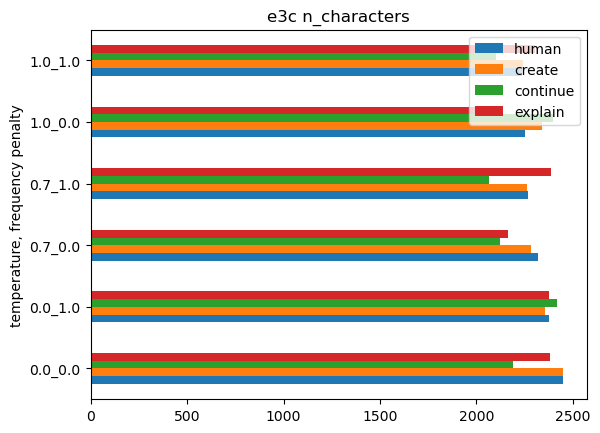 e3c n_characters
human
create
continue
explain
temperature, frequency penalty
1.0_1.0
1.0_0.0
0.7_1.0
0.7_0.0
0.0_1.0
0.0_0.0
0 500 1000 1500 2000 2500